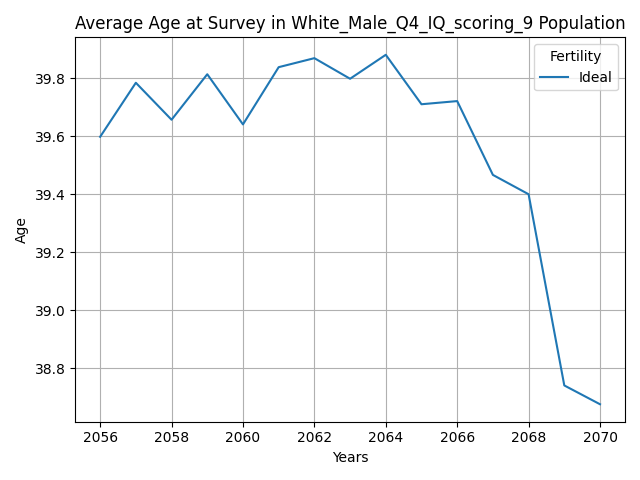 Average Age at Survey in White_Male_Q4_IQ_scoring_9 Population
Fertility
Ideal
Age
39.8
39.6
39.4
39.2
39.0
38.8
2056 2058 2060 2062 2064 2066 2068 2070
Years